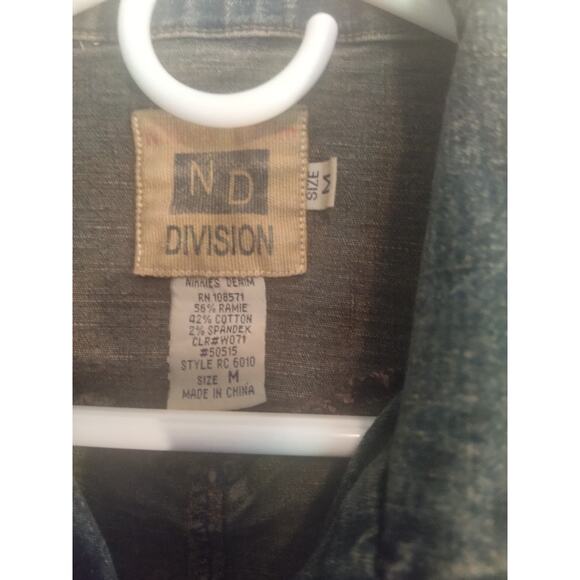 ND
DIVISION
SIZE M
NIKKIES DENIM
RN 108571
56% RAMIE
42% COTTON
2% SPANDEX
CLR#W071
#50515
STYLE RC 6010
SIZE M
MADE IN CHINA